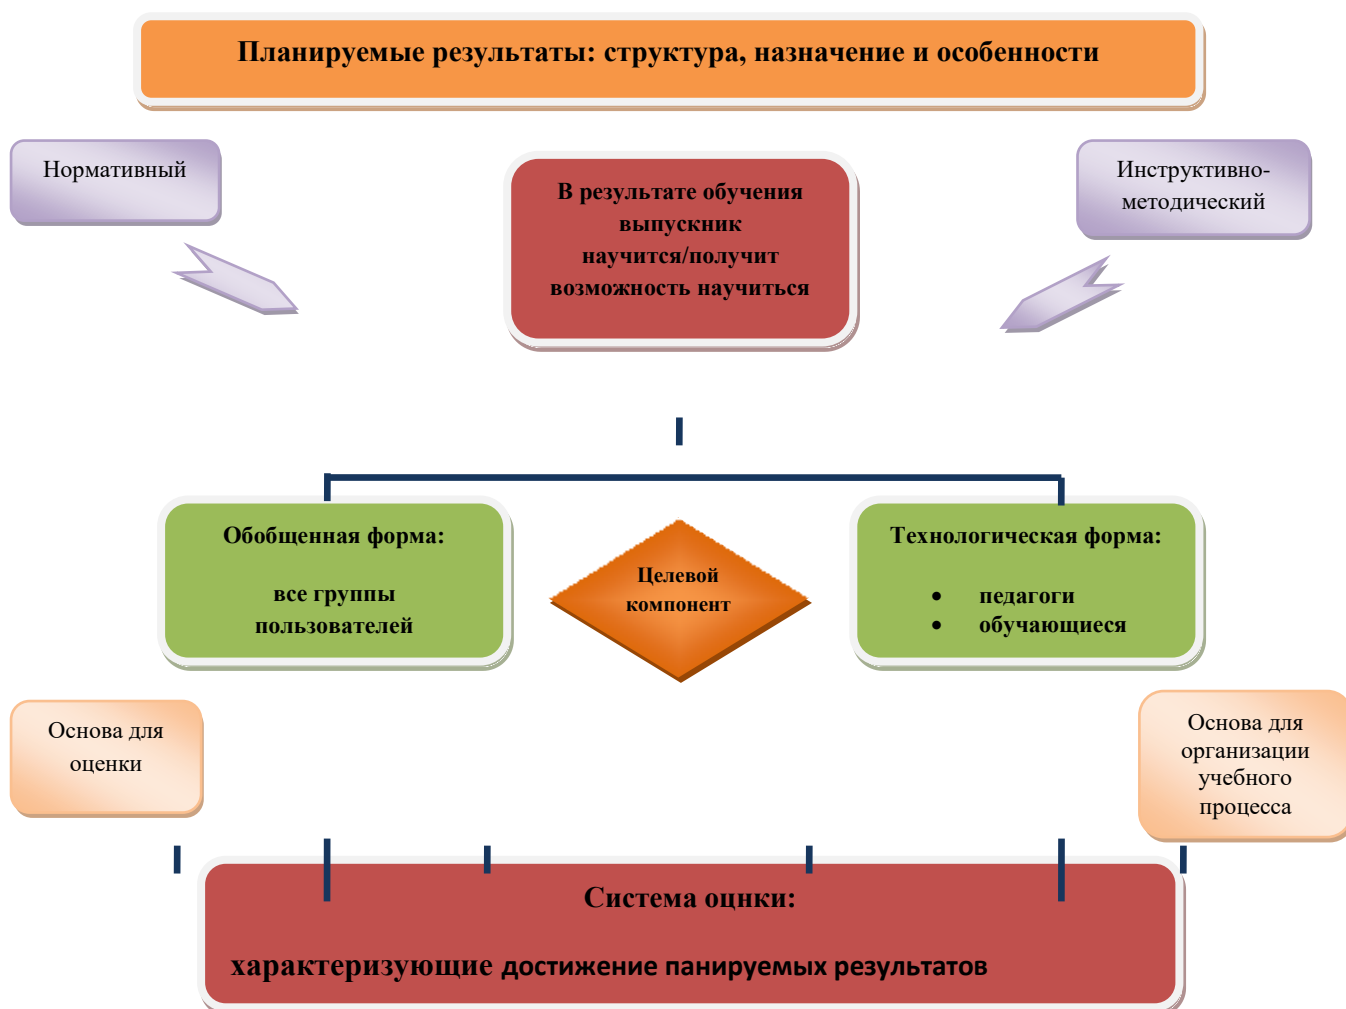 Планируемые результаты: структура, назначение и особенности
Нормативный
В результате обучения
выпускник
научится/получит
возможность научиться
Инструктивно-
методический
Обобщенная форма:
все группы
пользователей
Целевой
компонент
Технологическая форма:
• педагоги
• обучающиеся
Основа для
оценки
Основа для
организации
учебного
процесса
Система оцнки:
характеризующие достижение панируемых результатов